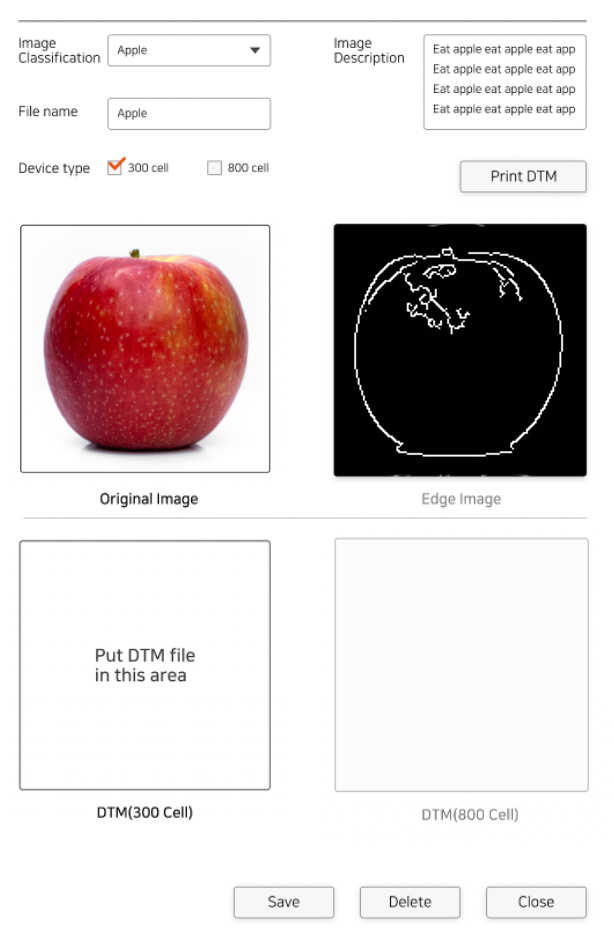 Image
Classification
Apple
Image
Description
Eat apple eat apple eat app
Eat apple eat apple eat app
Eat apple eat apple eat app
Eat apple eat apple eat app
File name
Apple
Device type
300 cell
800 cell
Print DTM
Original Image
Edge Image
Put DTM file
in this area
DTM(300 Cell)
DTM(800 Cell)
Save
Delete
Close